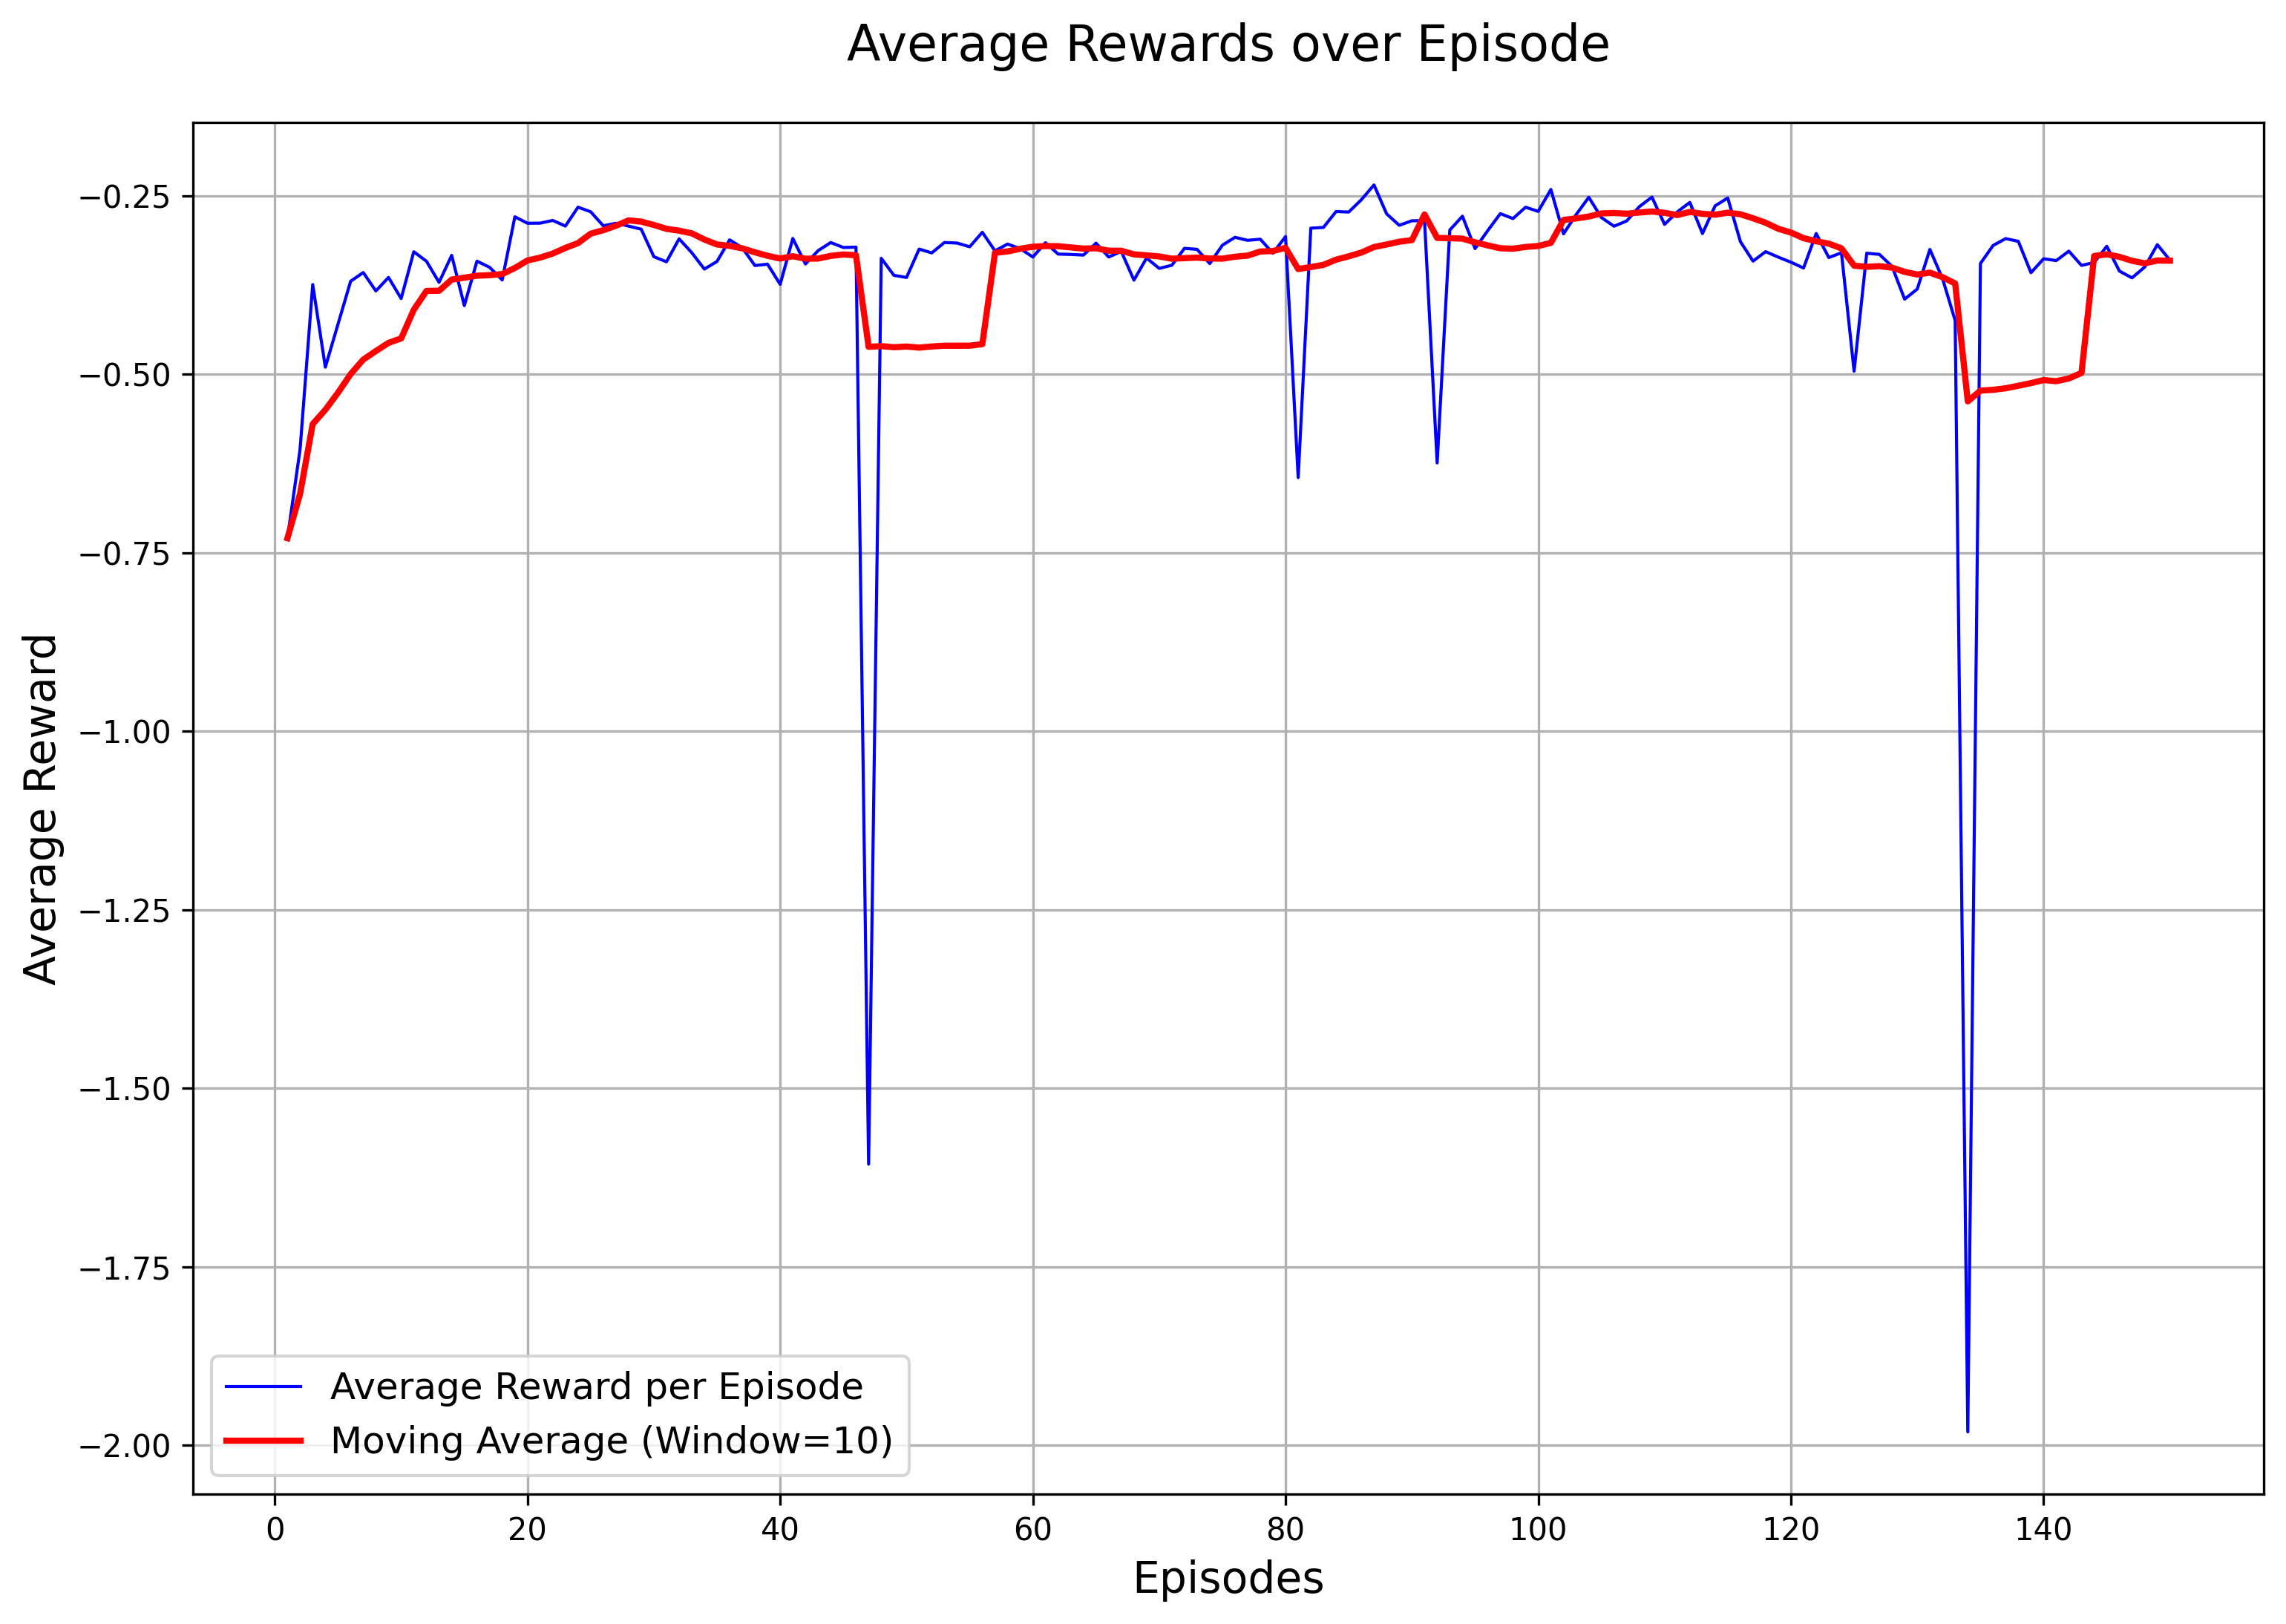 Average Rewards over Episode
Average Reward
−0.25
−0.50
−0.75
−1.00
−1.25
−1.50
−1.75
−2.00
Average Reward per Episode
Moving Average (Window=10)
0 20 40 60 80 100 120 140
Episodes